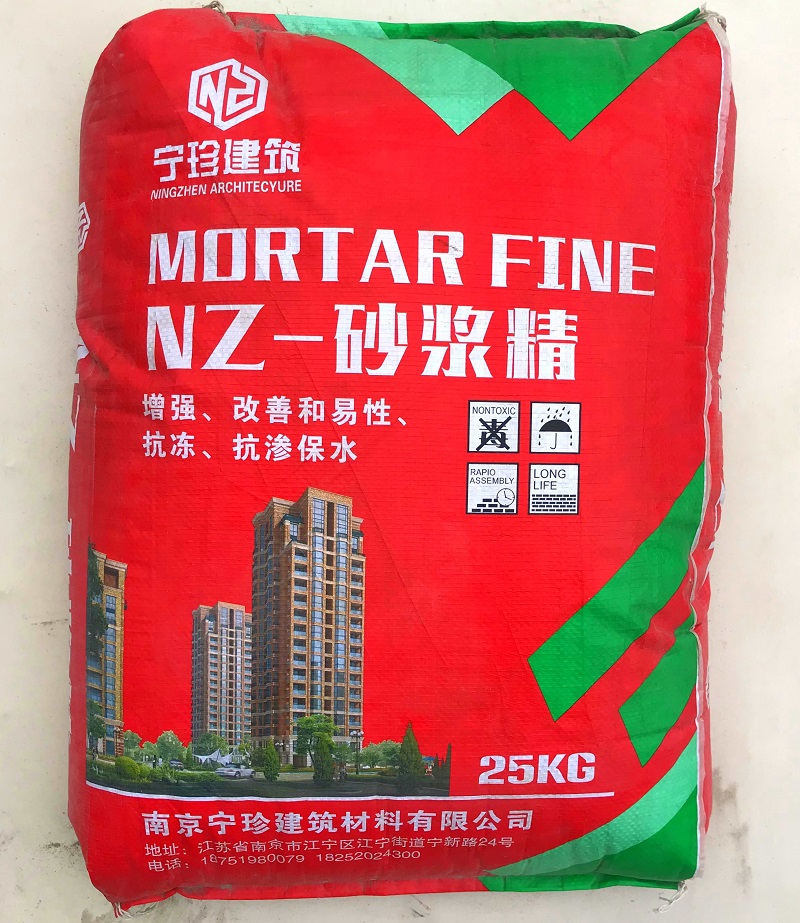 NZ
宁珍建筑
NINGZHEN ARCHITECYURE
MORTAR FINE
NZ-砂浆精
增强、改善和易性、
抗冻、抗渗保水
NONTOXIC
毒
RAPIO
ASSEMBLY
LONG
LIFE
25KG
南京宁珍建筑材料有限公司
地址：江苏省南京市江宁区江宁街道宁新路24号
电话：18751980079 18252024300